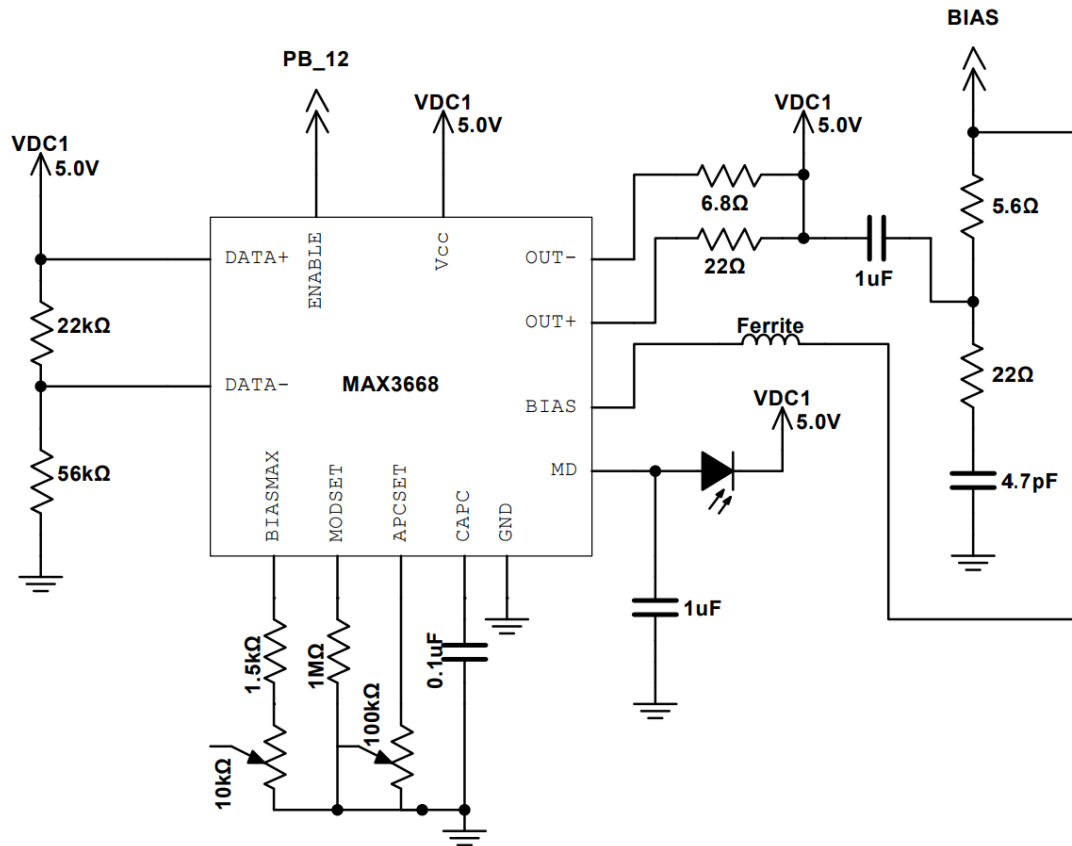 BIAS
PB_12
VDC1
5.0V
VDC1
5.0V
VDC1
5.0V
6.8Ω
5.6Ω
DATA+
ENABLE
Vcc
OUT-
22Ω
1uF
22kΩ
OUT+
Ferrite
22Ω
DATA-
MAX3668
BIAS
VDC1
5.0V
56kΩ
BIASMAX
MODSET
APCSET
CAPC
GND
MD
4.7pF
1uF
1.5kΩ
1MΩ
0.1uF
100kΩ
10kΩ